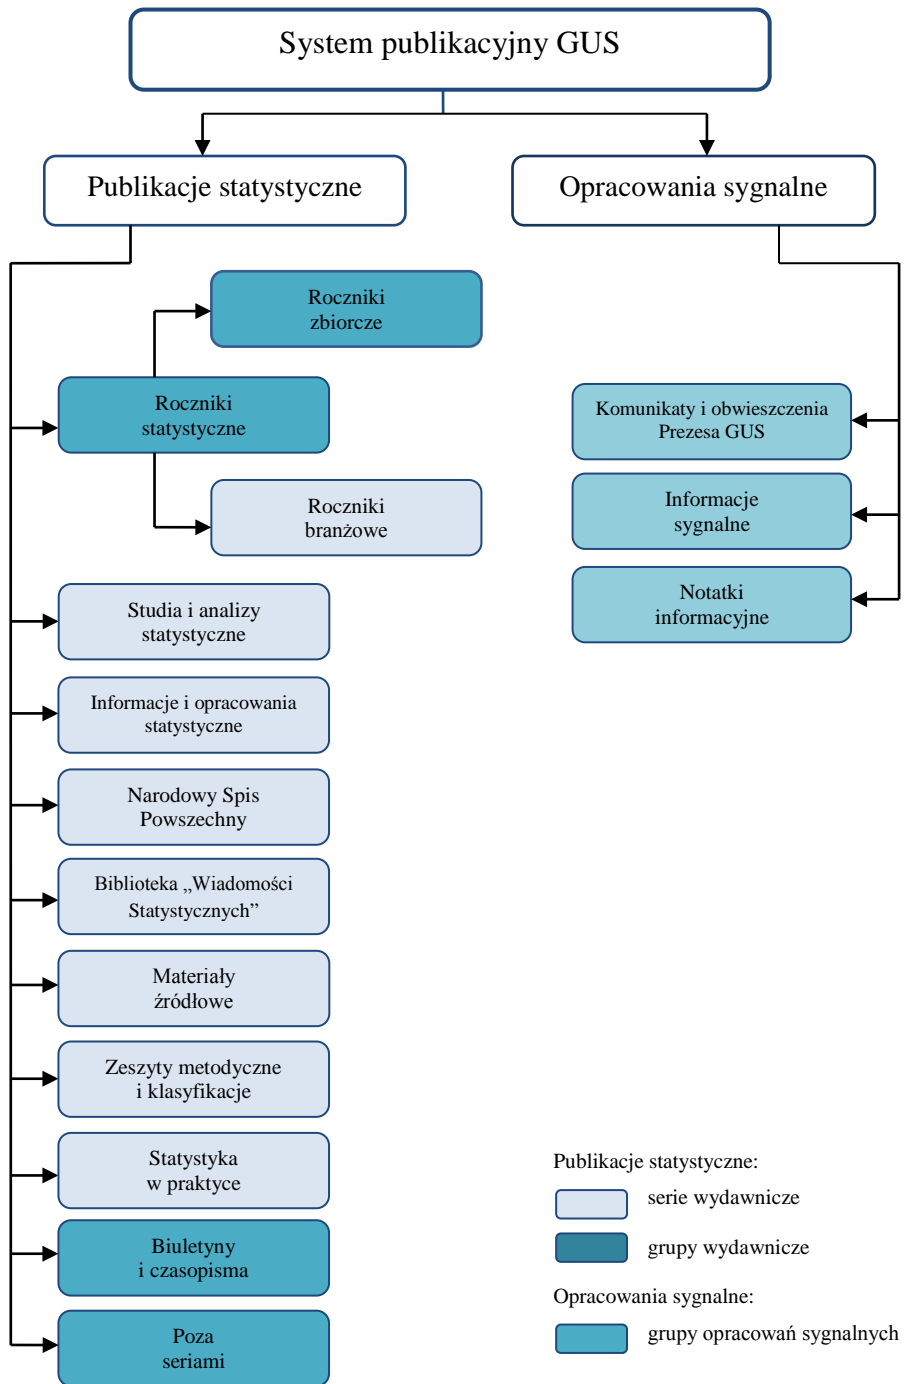 System publikacyjny GUS
Publikacje statystyczne
Opracowania sygnalne
Roczniki
zbiorcze
Roczniki
statystyczne
Roczniki
branżowe
Studia i analizy
statystyczne
Informacje i opracowania
statystyczne
Narodowy Spis
Powszechny
Biblioteka „Wiadomości
Statystycznych”
Materiały
źródłowe
Zeszyty metodyczne
i klasyfikacje
Statystyka
w praktyce
Biuletyny
i czasopisma
Poza
seriami
Komunikaty i obwieszczenia
Prezesa GUS
Informacje
sygnalne
Notatki
informacyjne
Publikacje statystyczne:
serie wydawnicze
grupy wydawnicze
Opracowania sygnalne:
grupy opracowań sygnalnych